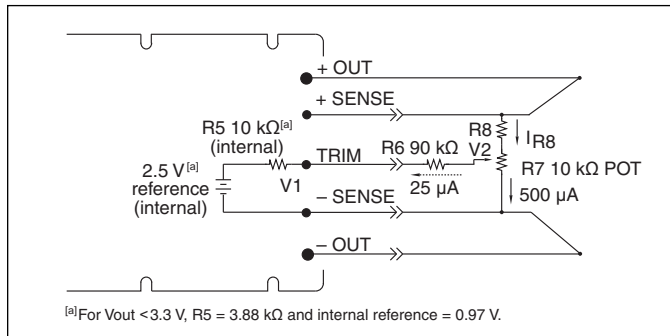 + OUT
+ SENSE
R5 10 kΩ[a]
(internal)
R8
IR8
TRIM
R6 90 kΩ
V2
2.5 V[a]
reference
(internal)
V1
R7 10 kΩ POT
25 µA
500 µA
– SENSE
– OUT
[a]For Vout <3.3 V, R5 = 3.88 kΩ and internal reference = 0.97 V.